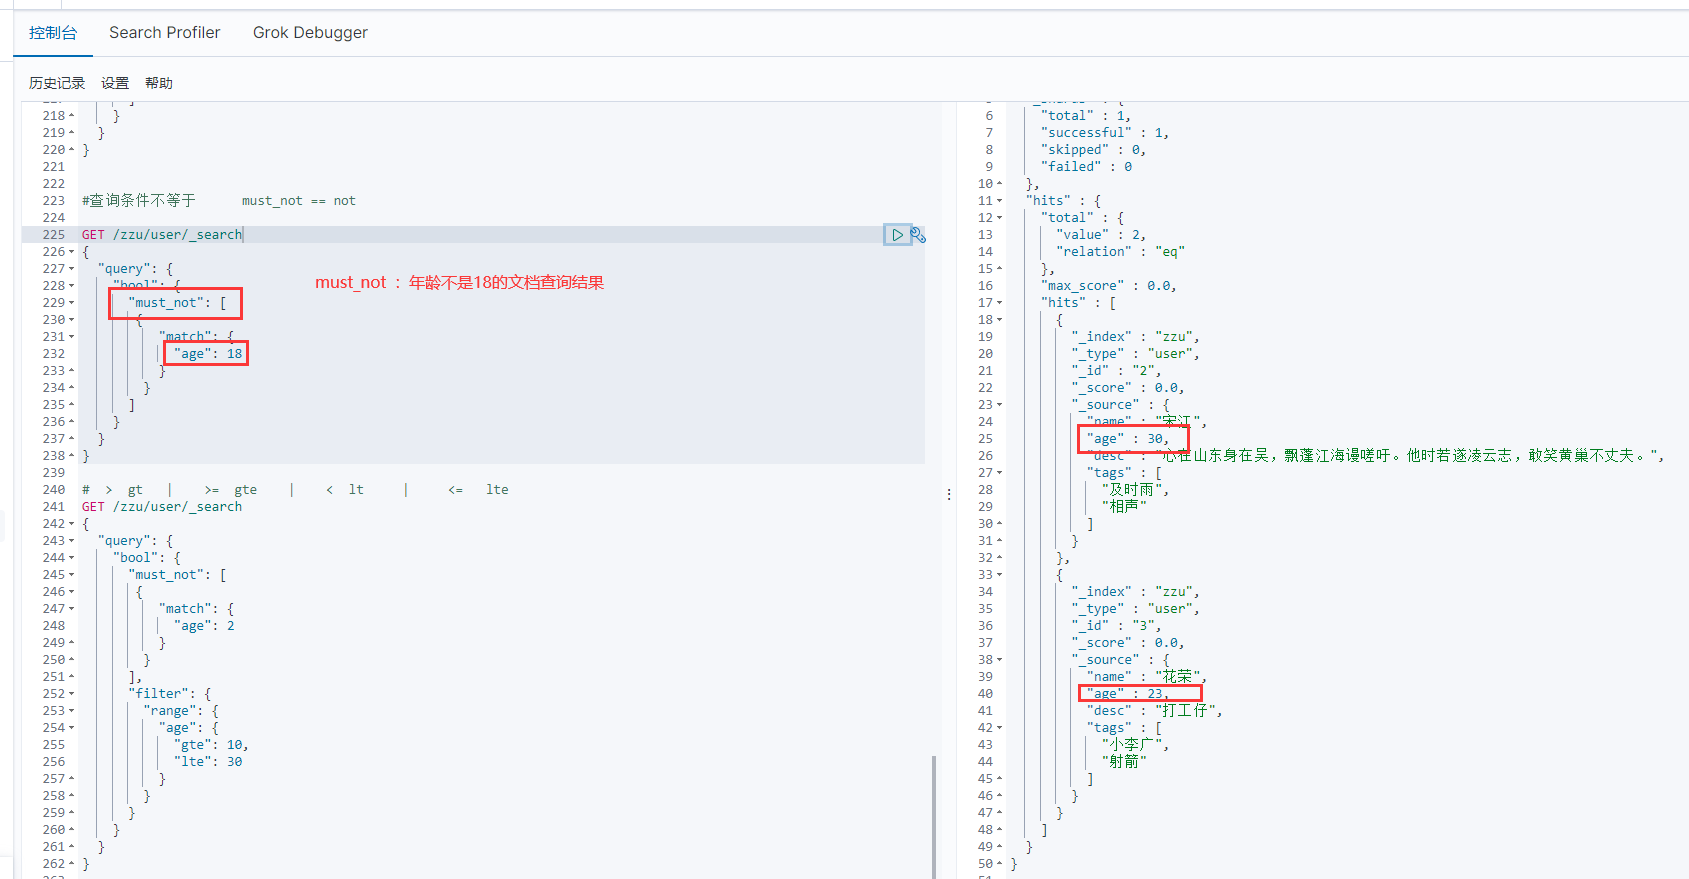 控制台 Search Profiler Grok Debugger
历史记录 设置 帮助
218 }
219 }
220 }
221
222
223 #查询条件不等于 must_not == not
224
225 GET /zzu/user/_search
226 {
227 "query": {
228 "bool": {
must_not : 年龄不是18的文档查询结果
229 "must_not": [
230 {
231 "match": {
232 "age": 18
233 }
234 }
235 ]
236 }
237 }
238 }
239
240 # > gt | >= gte | < lt | <= lte
241 GET /zzu/user/_search
242 {
243 "query": {
244 "bool": {
245 "must_not": [
246 {
247 "match": {
248 "age": 2
249 }
250 }
251 ],
252 "filter": {
253 "range": {
254 "age": {
255 "gte": 10,
256 "lte": 30
257 }
258 }
259 }
260 }
261 }
262 }
6 "total" : 1,
7 "successful" : 1,
8 "skipped" : 0,
9 "failed" : 0
10 },
11 "hits" : {
12 "total" : {
13 "value" : 2,
14 "relation" : "eq"
15 },
16 "max_score" : 0.0,
17 "hits" : [
18 {
19 "_index" : "zzu",
20 "_type" : "user",
21 "_id" : "2",
22 "_score" : 0.0,
23 "_source" : {
24 "name" : "宋江",
25 "age" : 30,
26 "desc" : "心在山东身在吴，飘蓬江海谩嗟吁。他时若遂凌云志，敢笑黄巢不丈夫。",
27 "tags" : [
28 "及时雨",
29 "相声"
30 ]
31 }
32 },
33 {
34 "_index" : "zzu",
35 "_type" : "user",
36 "_id" : "3",
37 "_score" : 0.0,
38 "_source" : {
39 "name" : "花荣",
40 "age" : 23,
41 "desc" : "打工仔",
42 "tags" : [
43 "小李广",
44 "射箭"
45 ]
46 }
47 }
48 ]
49 }
50 }